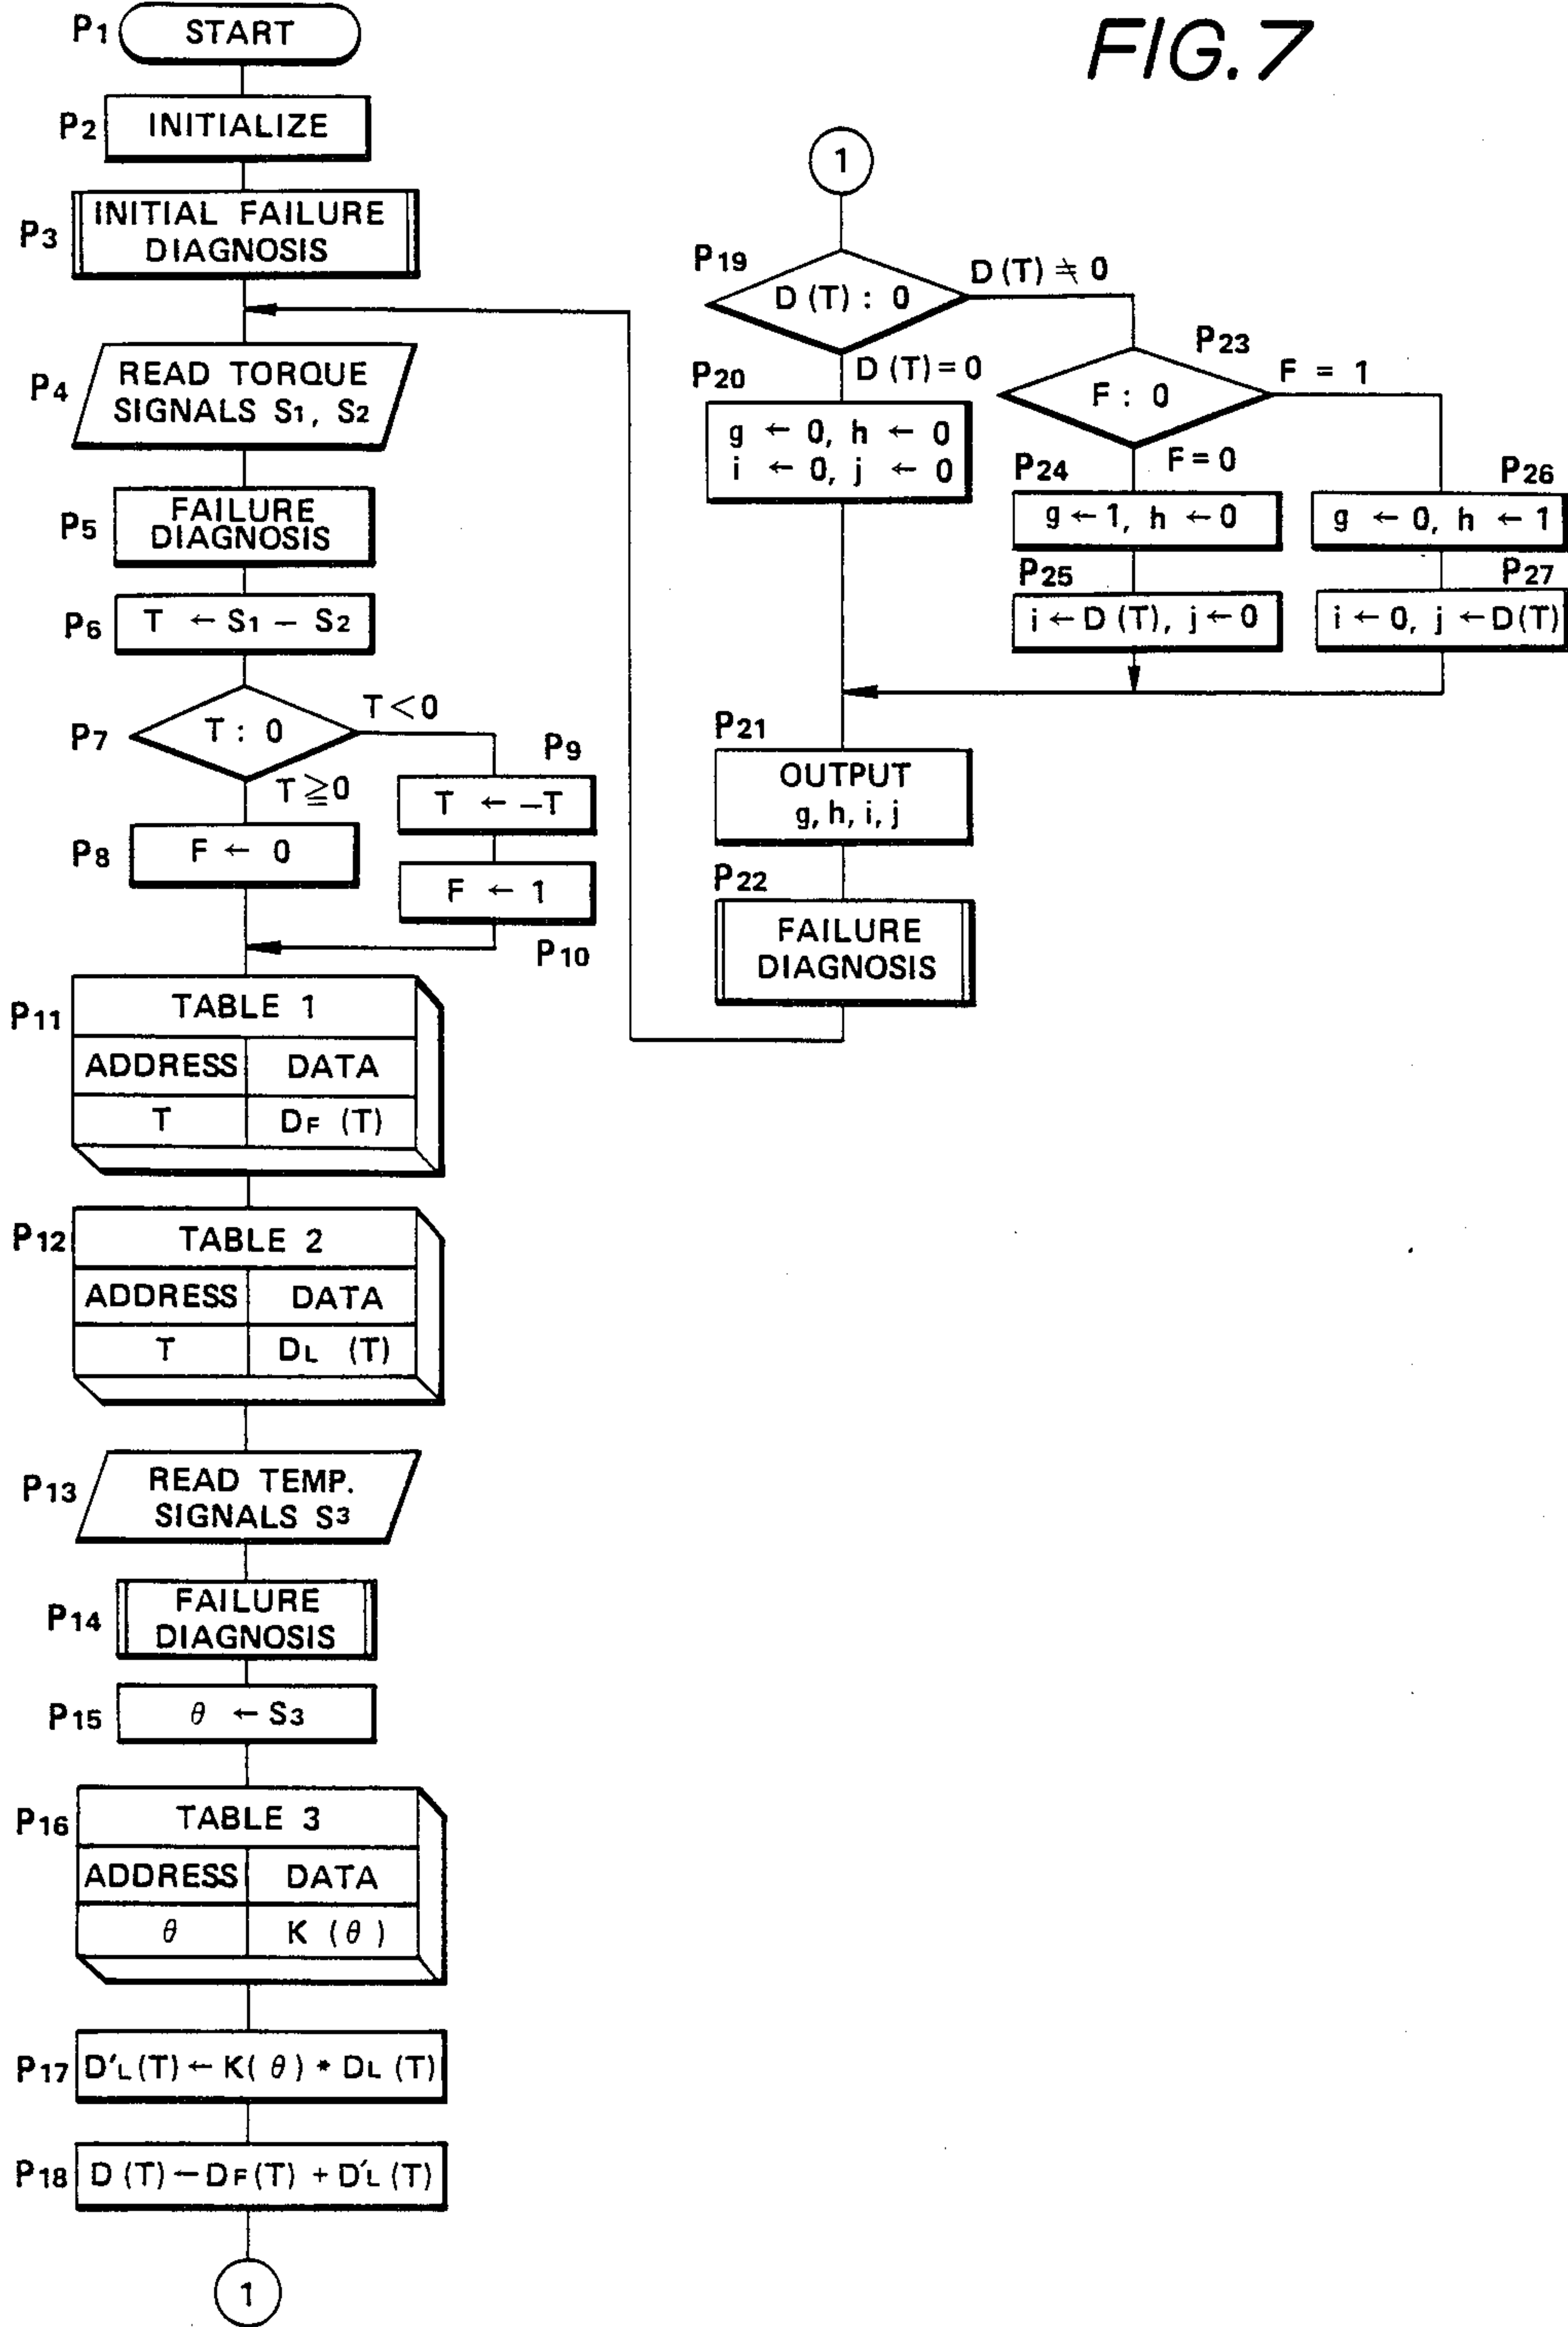 FIG. 7
P1 START
P2 INITIALIZE
P3 INITIAL FAILURE
DIAGNOSIS
P4 READ TORQUE
SIGNALS S1, S2
P5 FAILURE
DIAGNOSIS
P6 T ← S1 – S2
P7 T : 0
T < 0
T ≧ 0
P8 F ← 0
P9
T ← –T
F ← 1
P10
P11 TABLE 1
ADDRESS DATA
T DF (T)
P12 TABLE 2
ADDRESS DATA
T DL (T)
P13 READ TEMP.
SIGNALS S3
P14 FAILURE
DIAGNOSIS
P15 θ ← S3
P16 TABLE 3
ADDRESS DATA
θ K (θ)
P17 D'L (T) ← K( θ ) * DL (T)
P18 D (T) – DF (T) + D'L (T)
1
1
P19 D (T) : 0
D (T) ≠ 0
D (T) = 0
P20
g ← 0, h ← 0
i ← 0, j ← 0
P23
F : 0
F = 1
F = 0
P24
g ← 1, h ← 0
P25
i ← D (T), j ← 0
P26
g ← 0, h ← 1
P27
i ← 0, j ← D(T)
P21
OUTPUT
g, h, i, j
P22
FAILURE
DIAGNOSIS